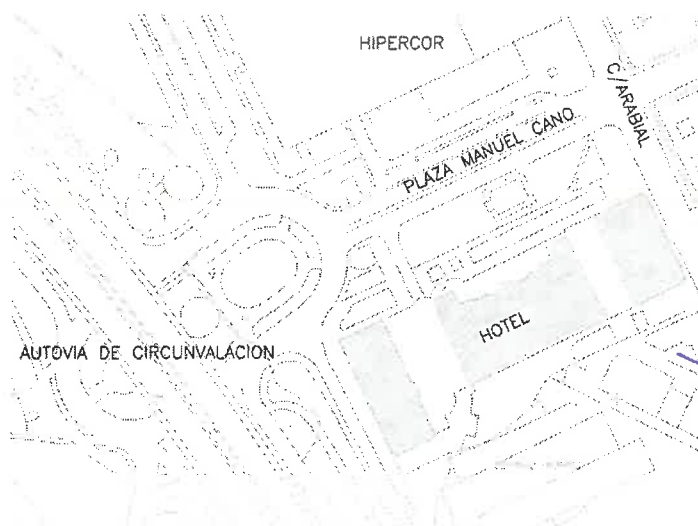 HIPERCOR
C/ARABIAL
PLAZA MANUEL CANO
HOTEL
AUTOVIA DE CIRCUNVALACION